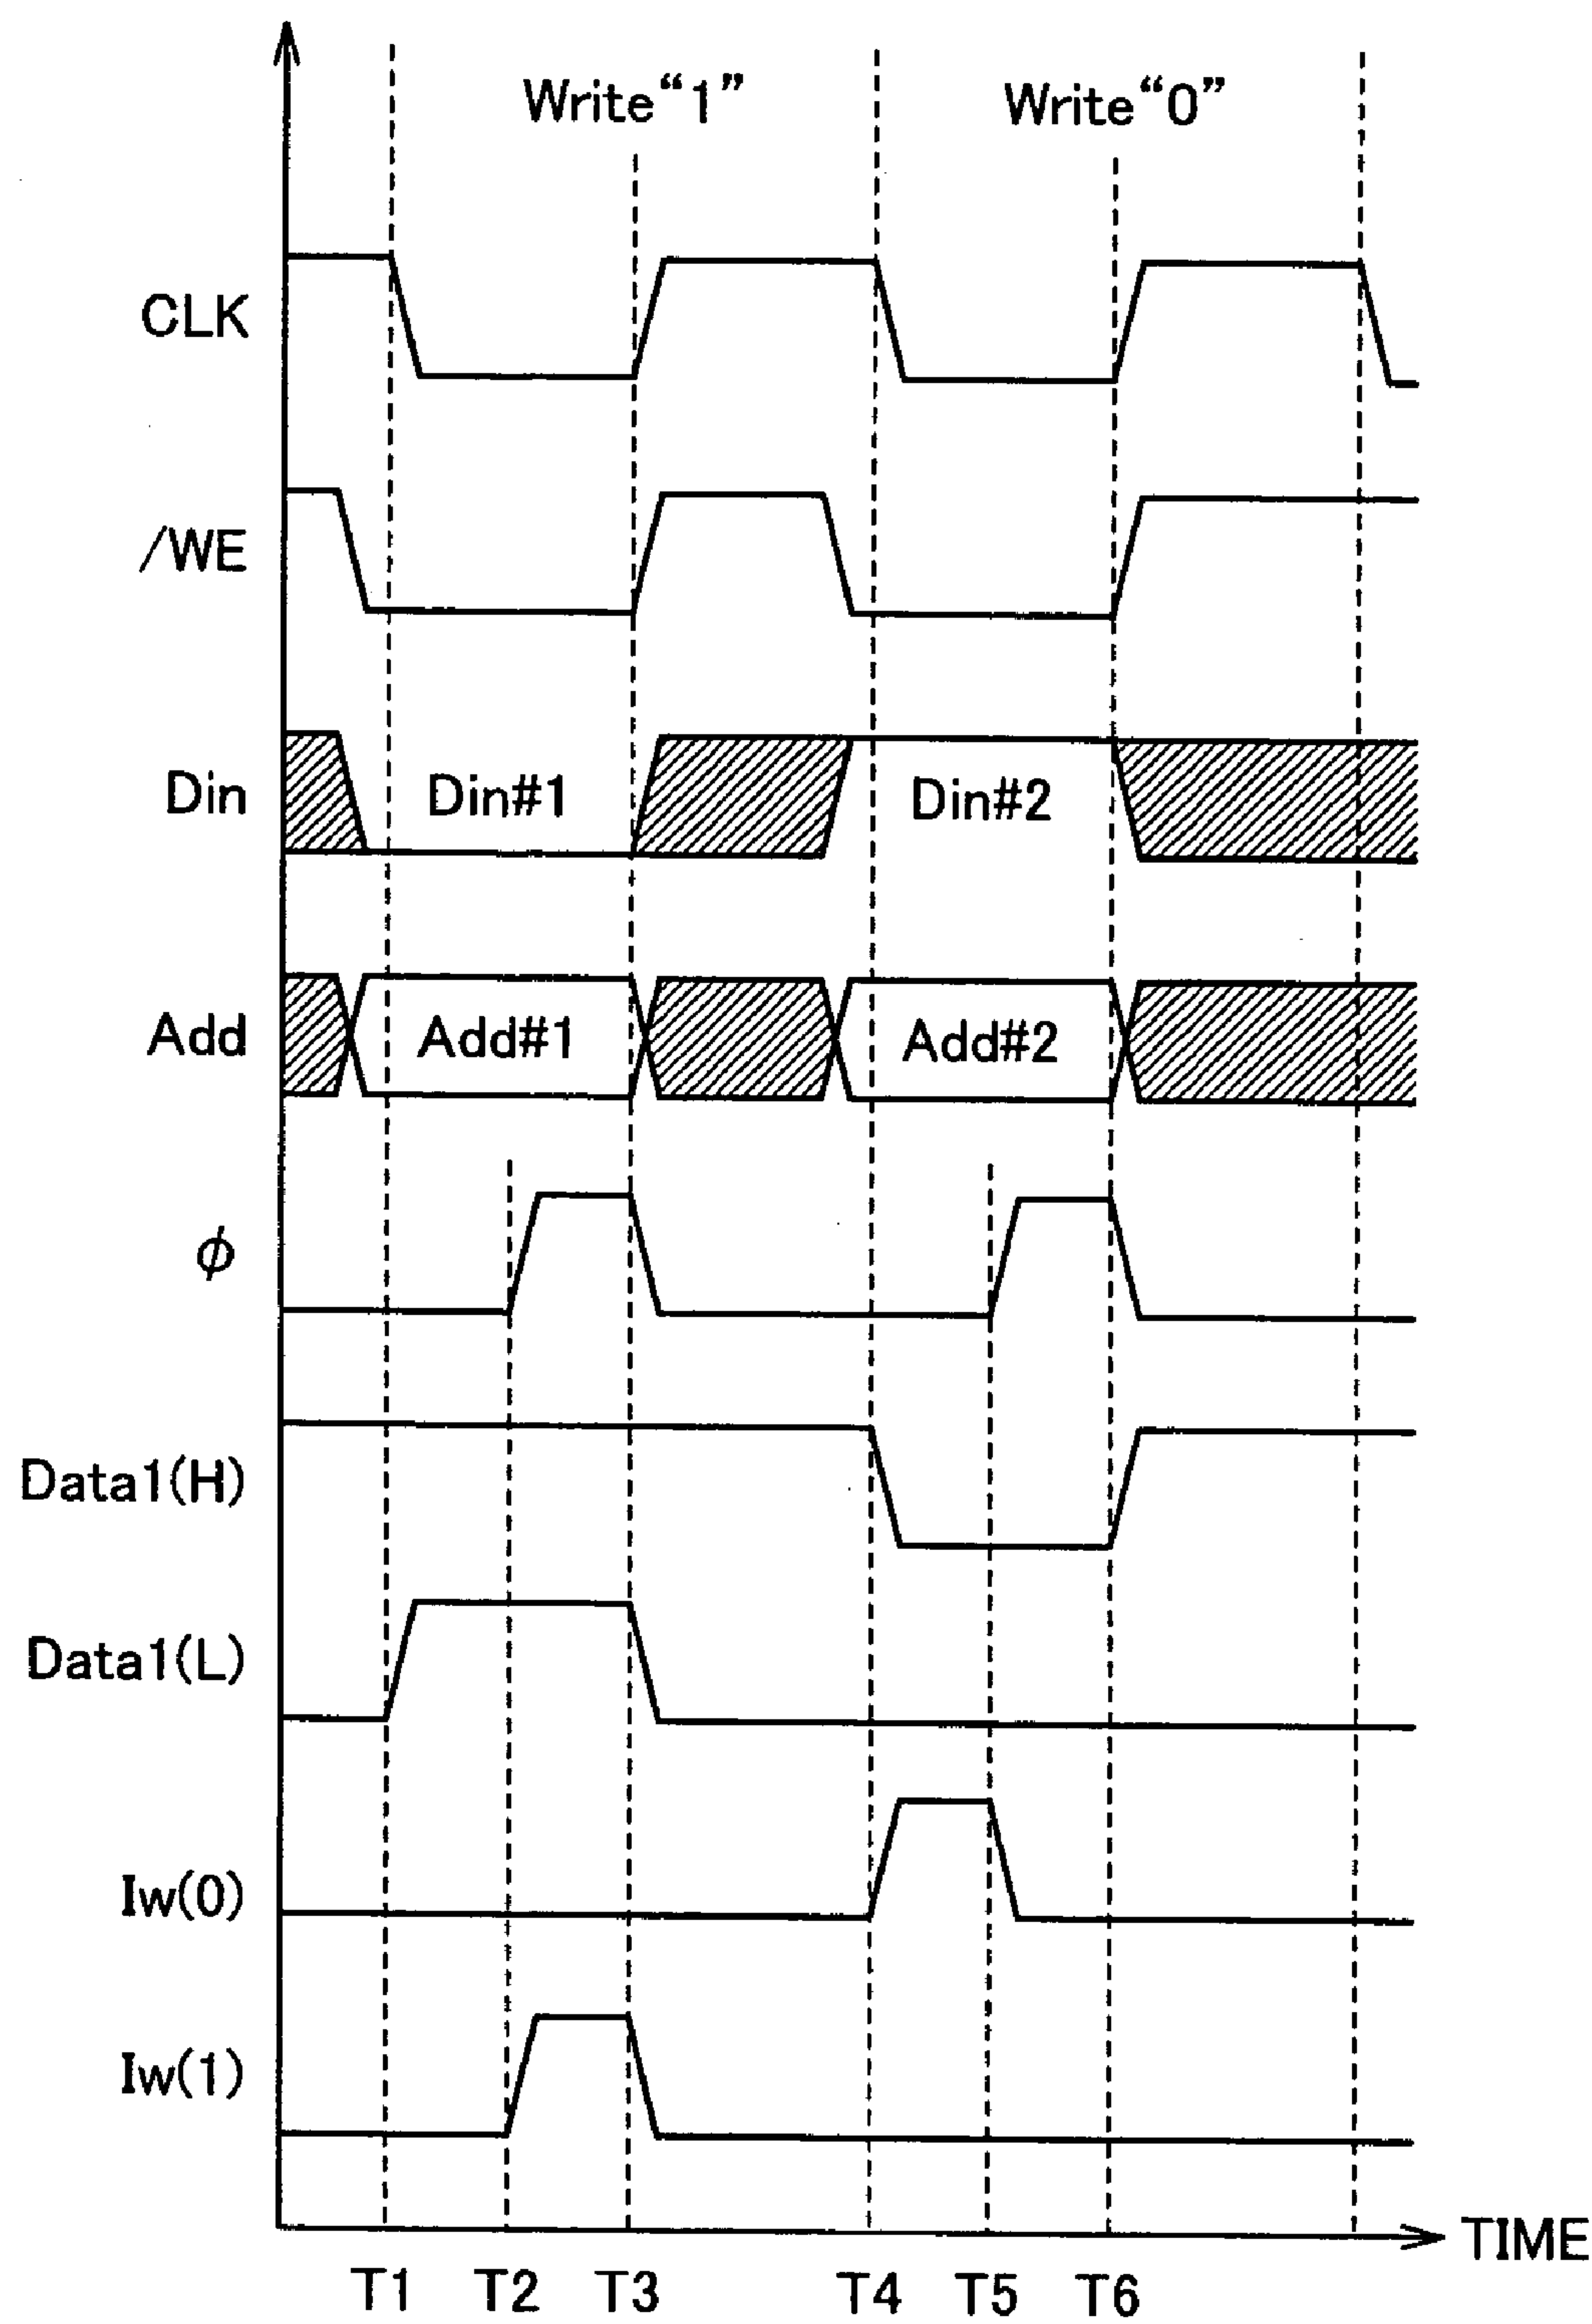 Write“1” Write“0”
CLK
/WE
Din Din#1 Din#2
Add Add#1 Add#2
ϕ
Data1(H)
Data1(L)
Iw(0)
Iw(1)
TIME
T1 T2 T3 T4 T5 T6